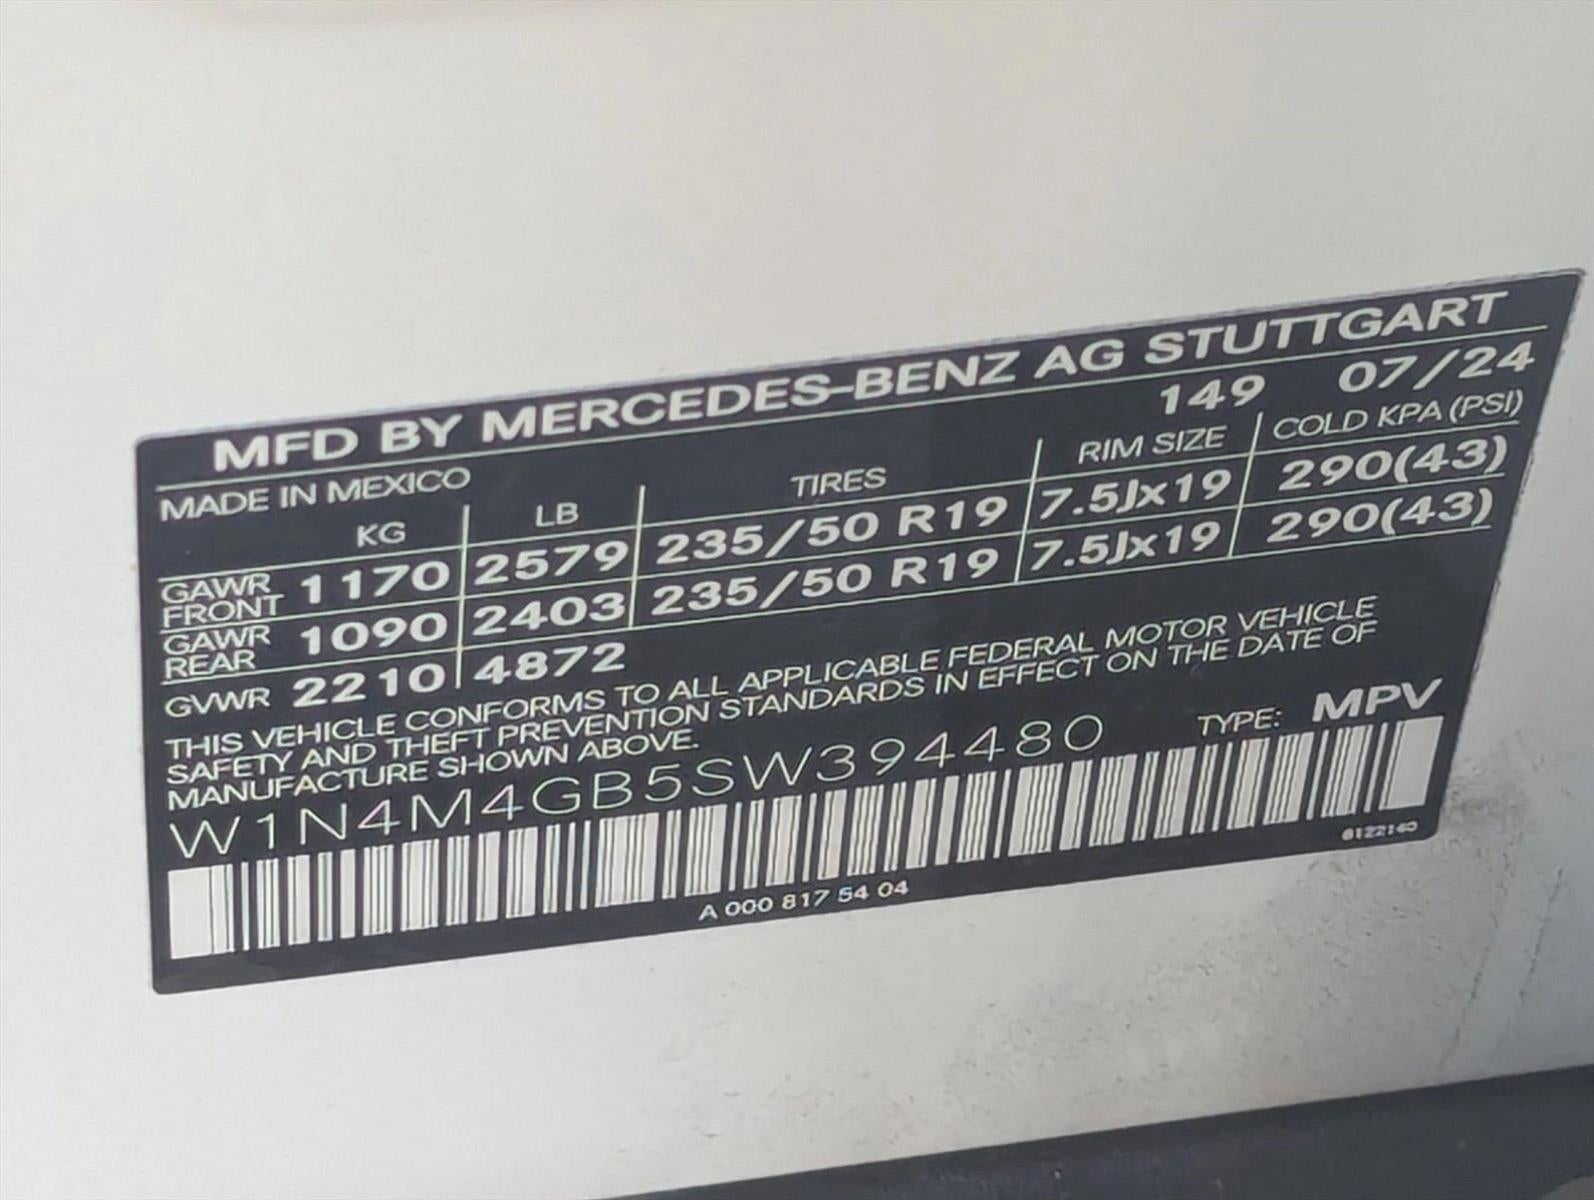 MFD BY MERCEDES-BENZ AG STUTTGART
MADE IN MEXICO 149 07/24
KG LB TIRES RIM SIZE COLD KPA (PSI)
GAWR FRONT 1170 2579 235/50 R19 7.5Jx19 290(43)
GAWR REAR 1090 2403 235/50 R19 7.5Jx19 290(43)
GVWR 2210 4872
THIS VEHICLE CONFORMS TO ALL APPLICABLE FEDERAL MOTOR VEHICLE
SAFETY AND THEFT PREVENTION STANDARDS IN EFFECT ON THE DATE OF
MANUFACTURE SHOWN ABOVE.
W1N4M4GB5SW394480 TYPE: MPV
A 000 817 54 04